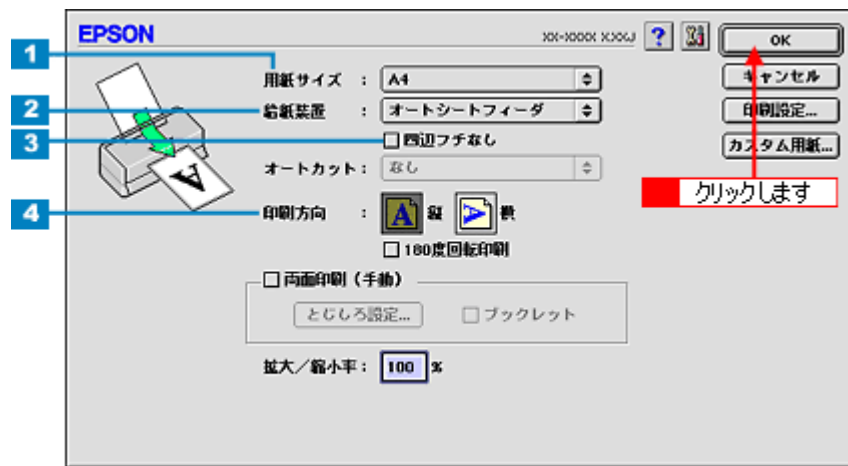 EPSON
XX-XXXX X.XXJ ? OK
1
用紙サイズ : A4 キャンセル
2
給紙装置 : オートシートフィーダ 印刷設定...
3
四辺フチなし カスタム用紙...
オートカット: なし
クリックします
4
印刷方向 : 縦 横
180度回転印刷
両面印刷（手動）
とじしろ設定... ブックレット
拡大／縮小率: 100 %
A